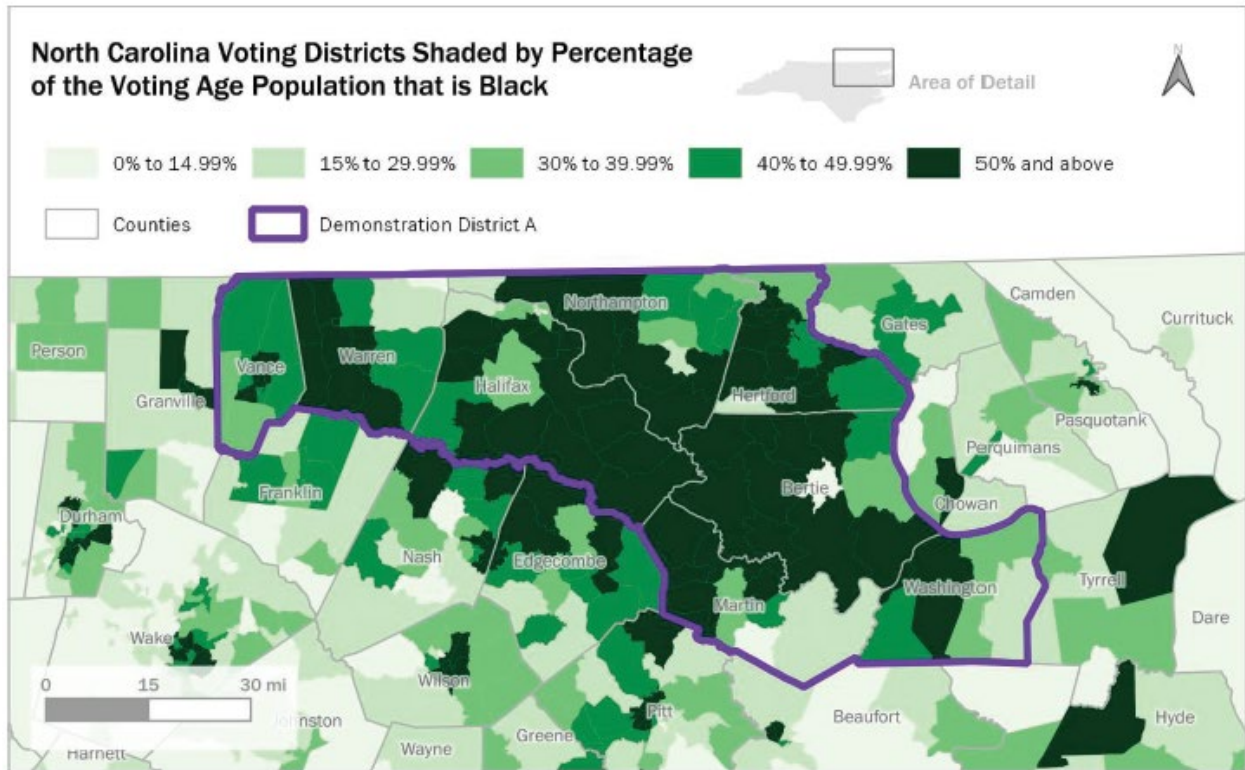 North Carolina Voting Districts Shaded by Percentage
of the Voting Age Population that is Black
N
Area of Detail
0% to 14.99%
15% to 29.99%
30% to 39.99%
40% to 49.99%
50% and above
Counties
Demonstration District A
Northampton
Camden
Currituck
Gates
Person
Vance
Warren
Halifax
Granville
Hertford
Pasquotank
Perquimans
Bertie
Franklin
Chowan
Durham
Nash
Edgecombe
Washington
Tyrrell
Martin
Dare
Wake
0 15 30 mi
Wilson
Pitt
Johnston
Greene
Beaufort
Hyde
Harnett
Wayne